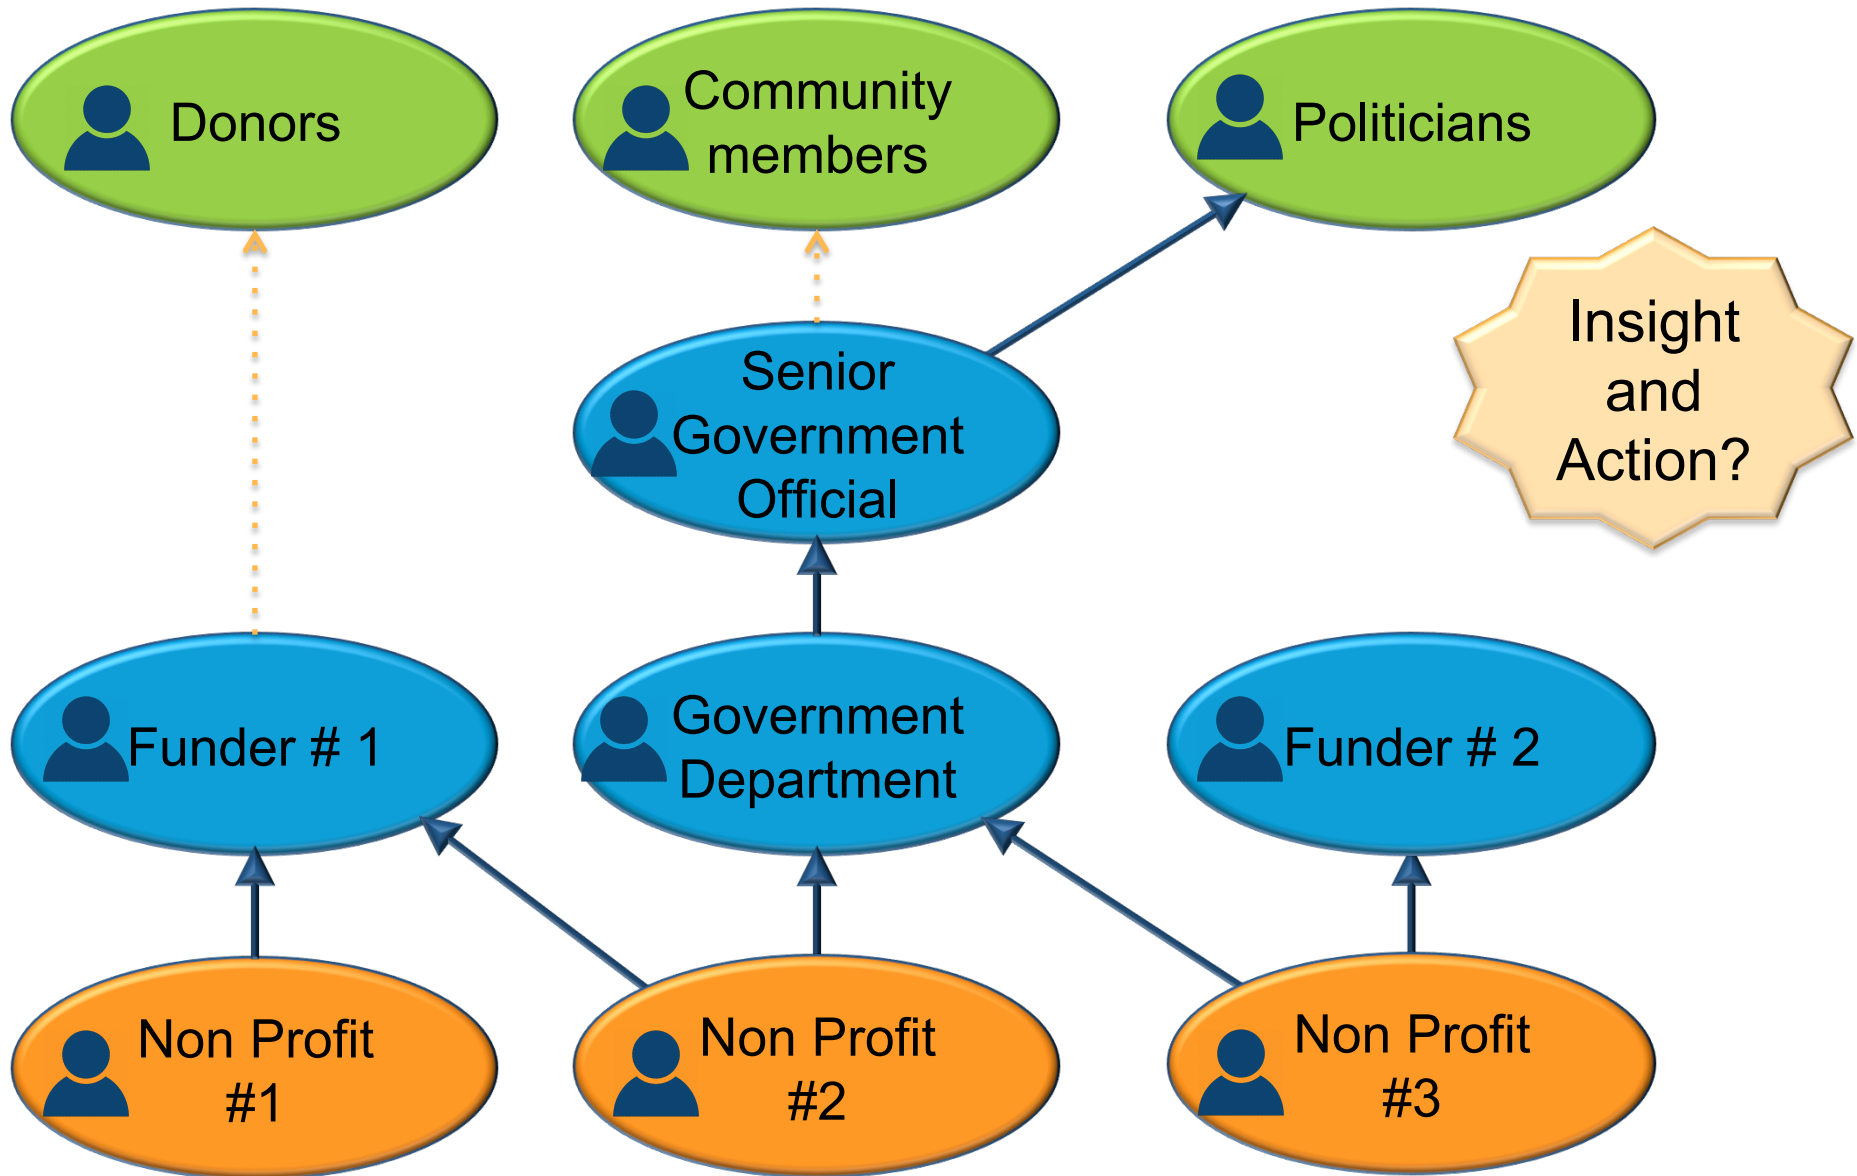 Donors
Community
members
Politicians
Insight
and
Action?
Senior
Government
Official
Funder # 1
Government
Department
Funder # 2
Non Profit
#1
Non Profit
#2
Non Profit
#3